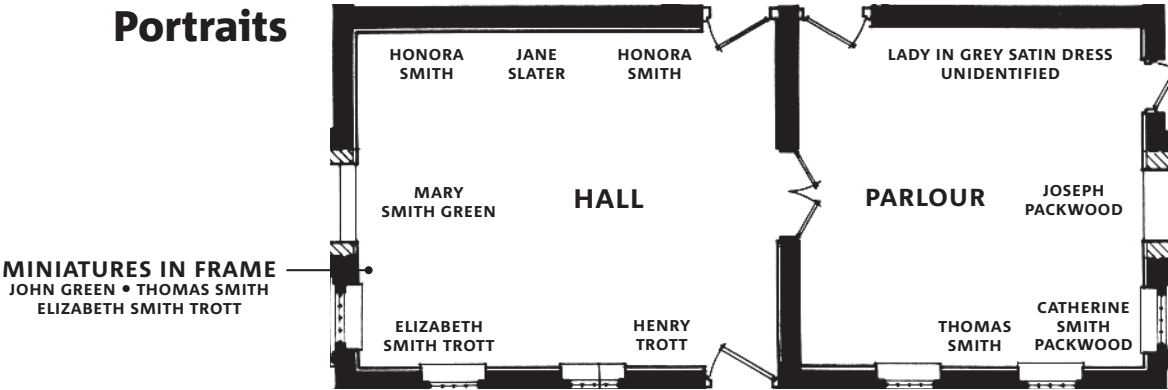 Portraits
HONORA
SMITH
JANE
SLATER
HONORA
SMITH
LADY IN GREY SATIN DRESS
UNIDENTIFIED
MARY
SMITH GREEN
HALL
PARLOUR
JOSEPH
PACKWOOD
MINIATURES IN FRAME
JOHN GREEN • THOMAS SMITH
ELIZABETH SMITH TROTT
ELIZABETH
SMITH TROTT
HENRY
TROTT
THOMAS
SMITH
CATHERINE
SMITH
PACKWOOD